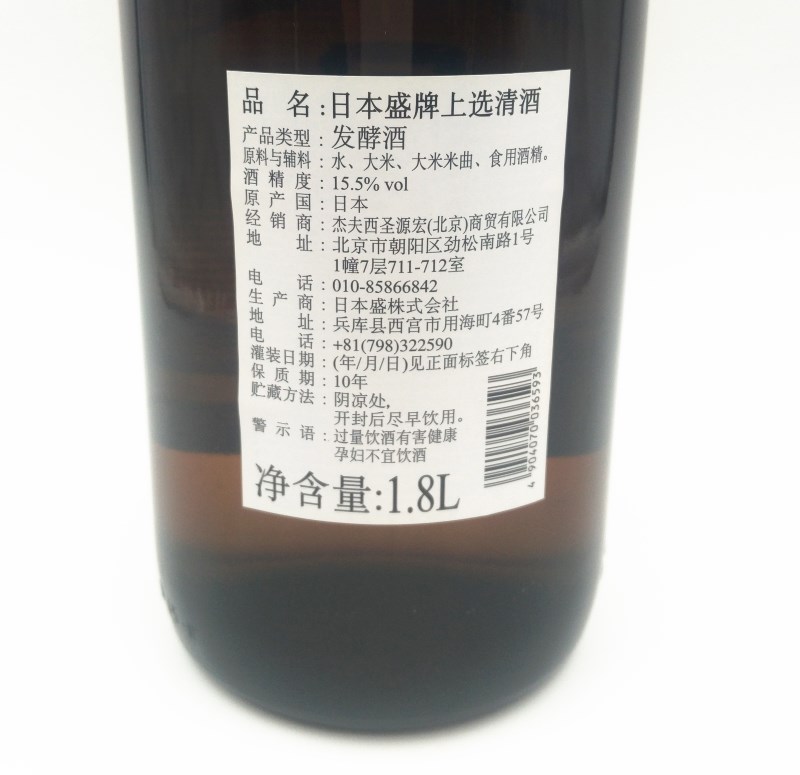 品名:日本盛牌上选清酒
产品类型:发酵酒
原料与辅料:水、大米、大米米曲、食用酒精。
酒精度:15.5% vol
原产国:日本
经销商:杰夫西圣源宏(北京)商贸有限公司
地址:北京市朝阳区劲松南路1号
1幢7层711-712室
电话:010-85866842
生产商:日本盛株式会社
地址:兵库县西宫市用海町4番57号
电话:+81(798)322590
灌装日期:(年/月/日)见正面标签右下角
保质期:10年
贮藏方法:阴凉处,
开封后尽早饮用。
警示语:过量饮酒有害健康
孕妇不宜饮酒
净含量:1.8L
4 904070 036593